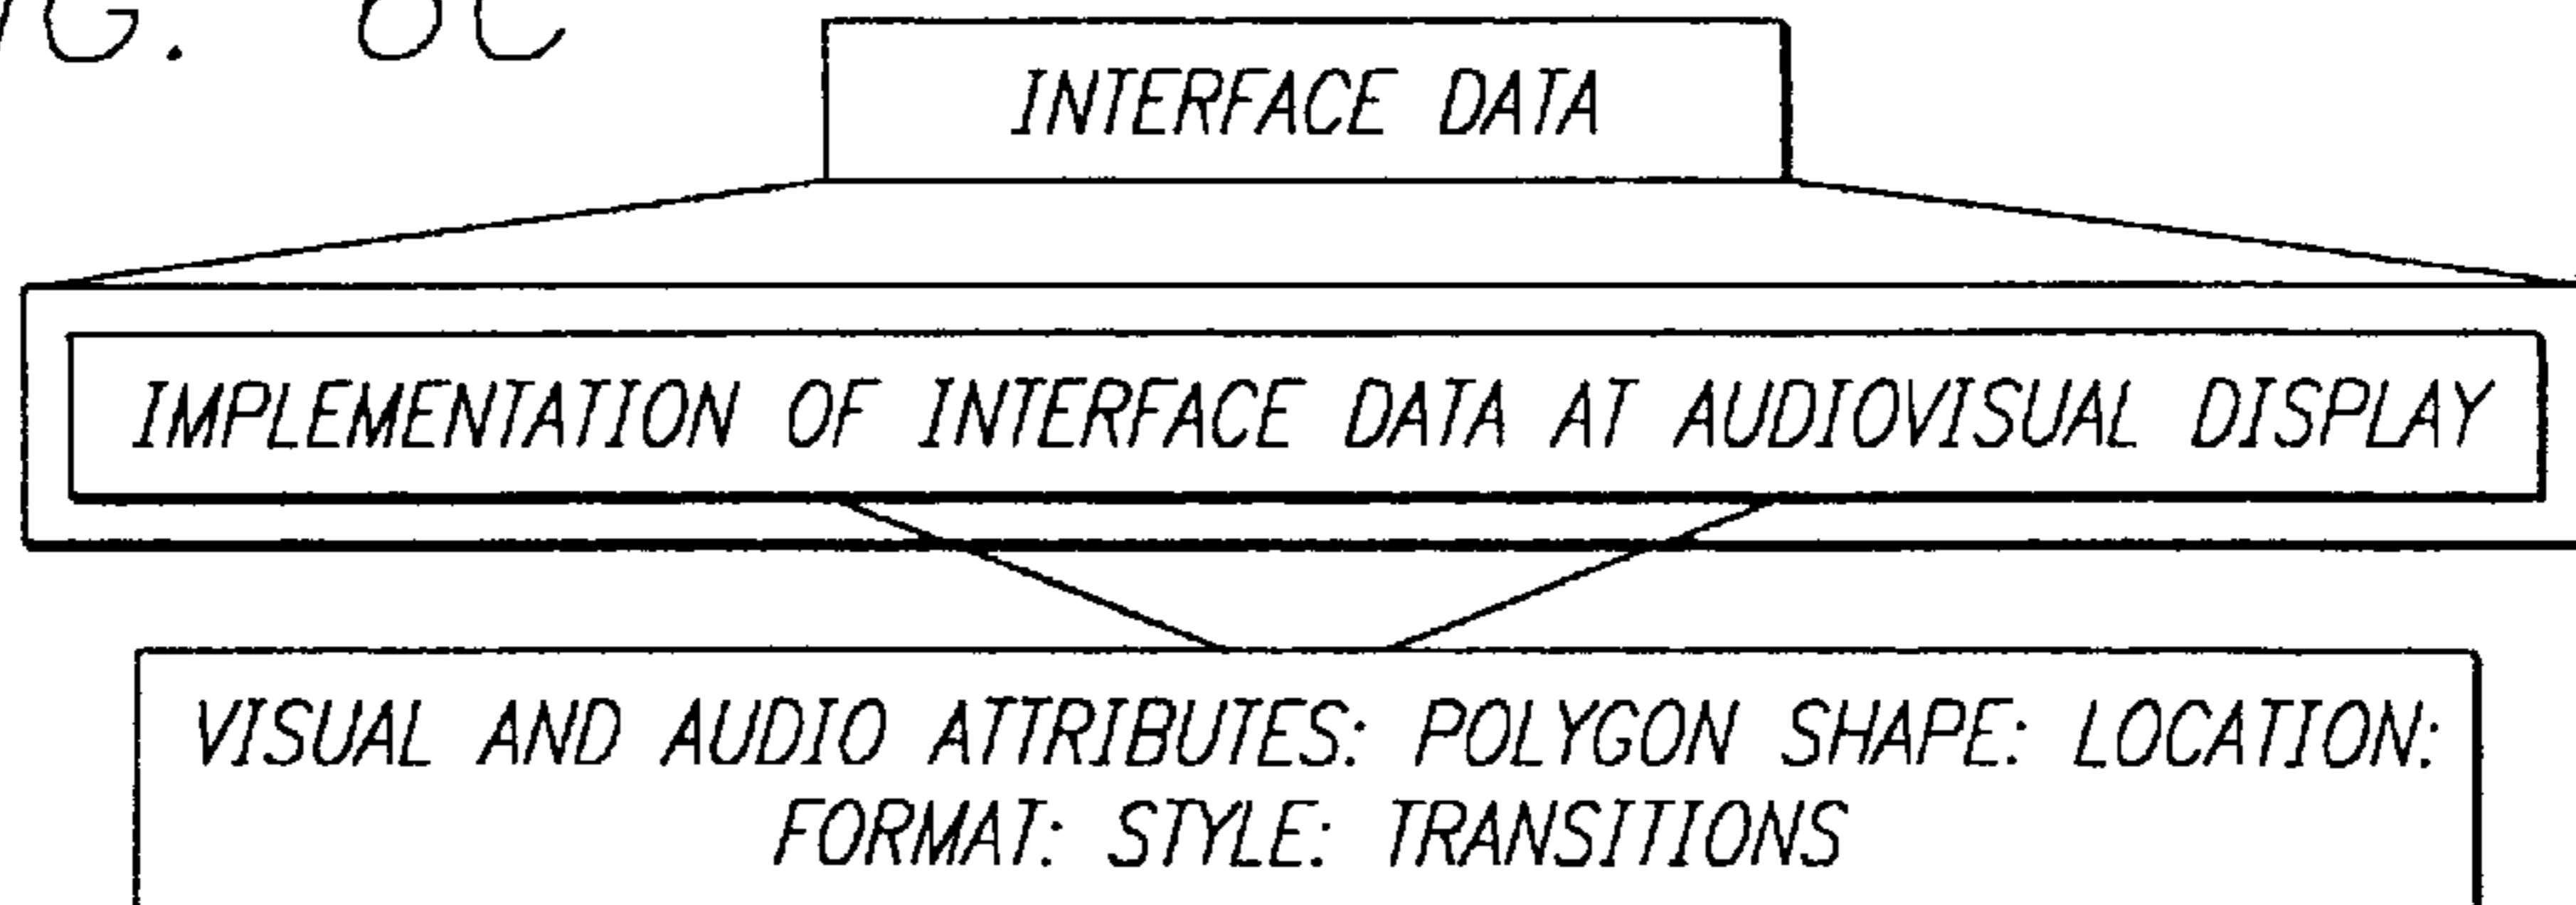 INTERFACE DATA
IMPLEMENTATION OF INTERFACE DATA AT AUDIOVISUAL DISPLAY
VISUAL AND AUDIO ATTRIBUTES: POLYGON SHAPE: LOCATION:
FORMAT: STYLE: TRANSITIONS